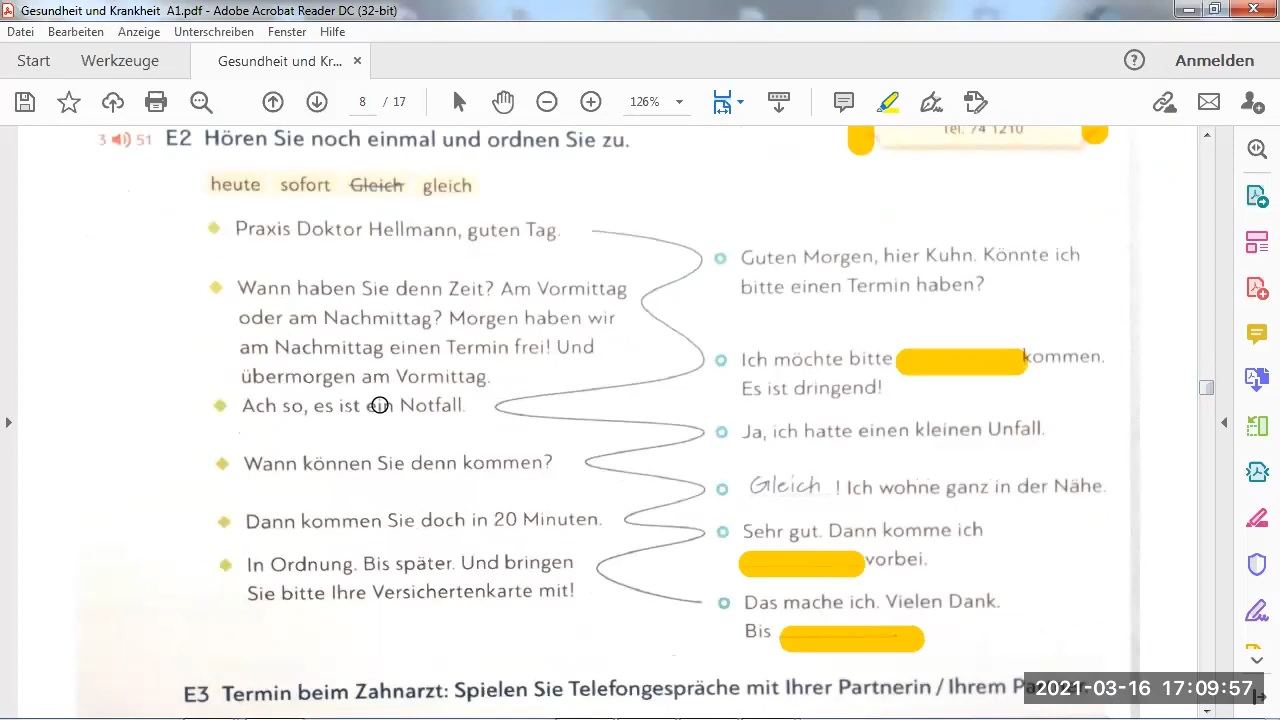 Gesundheit und Krankheit A1.pdf - Adobe Acrobat Reader DC (32-bit)
Datei Bearbeiten Anzeige Unterschreiben Fenster Hilfe
Start Werkzeuge Gesundheit und Kr... × Anmelden
8 / 17 126%
Tel. 74 1210
3 51 E2 Hören Sie noch einmal und ordnen Sie zu.
heute sofort Gleich gleich
Praxis Doktor Hellmann, guten Tag.
Guten Morgen, hier Kuhn. Könnte ich
bitte einen Termin haben?
Wann haben Sie denn Zeit? Am Vormittag
oder am Nachmittag? Morgen haben wir
am Nachmittag einen Termin frei! Und
übermorgen am Vormittag.
Ich möchte bitte kommen.
Es ist dringend!
Ach so, es ist ein Notfall.
Ja, ich hatte einen kleinen Unfall.
Wann können Sie denn kommen?
Gleich ! Ich wohne ganz in der Nähe.
Dann kommen Sie doch in 20 Minuten.
Sehr gut. Dann komme ich
vorbei.
In Ordnung. Bis später. Und bringen
Sie bitte Ihre Versichertenkarte mit!
Das mache ich. Vielen Dank.
Bis
E3 Termin beim Zahnarzt: Spielen Sie Telefongespräche mit Ihrer Partnerin / Ihrem
2021-03-16 17:09:57